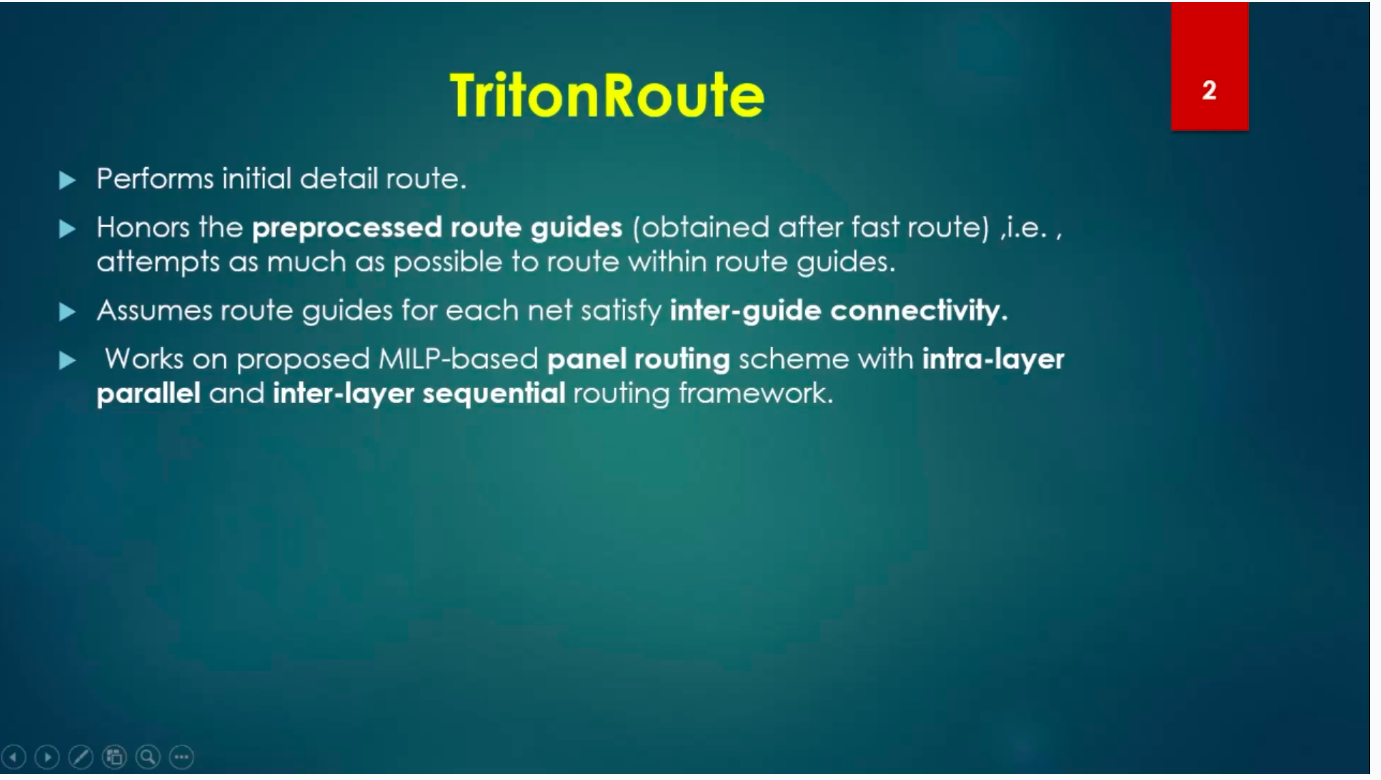 TritonRoute
2
Performs initial detail route.
Honors the preprocessed route guides (obtained after fast route) ,i.e. ,
attempts as much as possible to route within route guides.
Assumes route guides for each net satisfy inter-guide connectivity.
Works on proposed MILP-based panel routing scheme with intra-layer
parallel and inter-layer sequential routing framework.